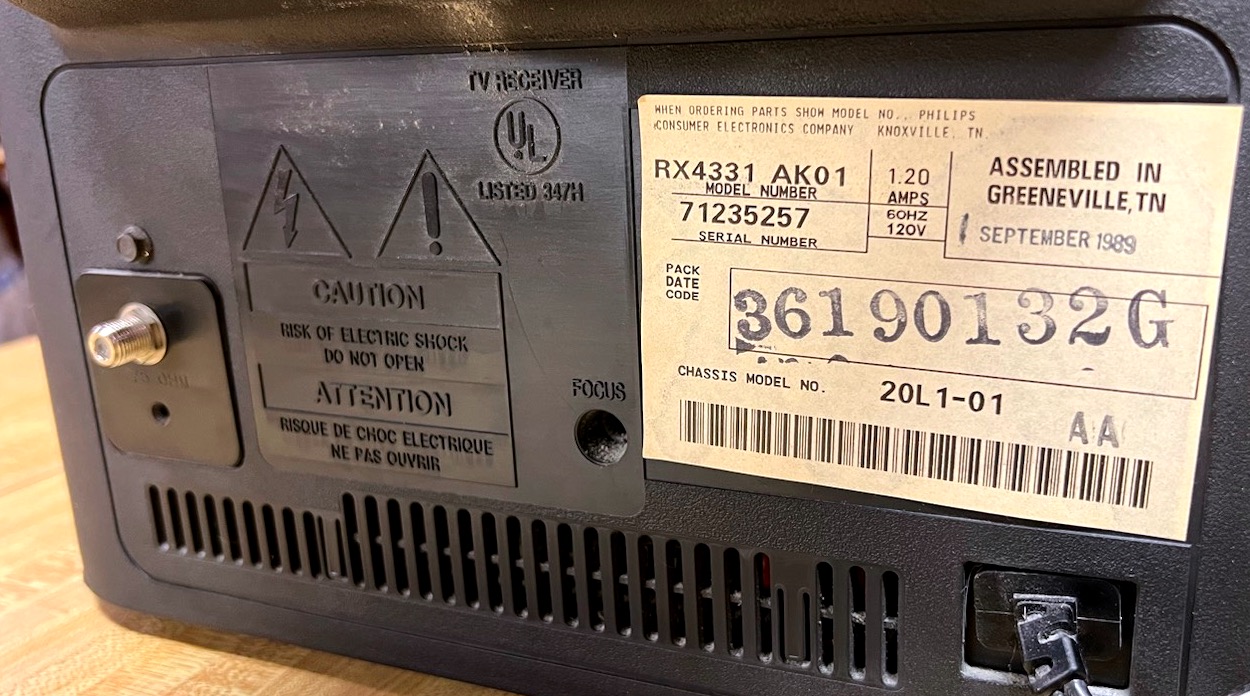 TV RECEIVER
UL
LISTED 347H
CAUTION
RISK OF ELECTRIC SHOCK
DO NOT OPEN
ATTENTION
RISQUE DE CHOC ELECTRIQUE
NE PAS OUVRIR
75 OHM
FOCUS
WHEN ORDERING PARTS SHOW MODEL NO.. PHILIPS
CONSUMER ELECTRONICS COMPANY KNOXVILLE, TN.
RX4331 AK01
MODEL NUMBER
71235257
SERIAL NUMBER
1.20
AMPS
60HZ
120V
ASSEMBLED IN
GREENEVILLE,TN
SEPTEMBER 1989
PACK
DATE
CODE
36190132G
CHASSIS MODEL NO.
20L1-01
AA